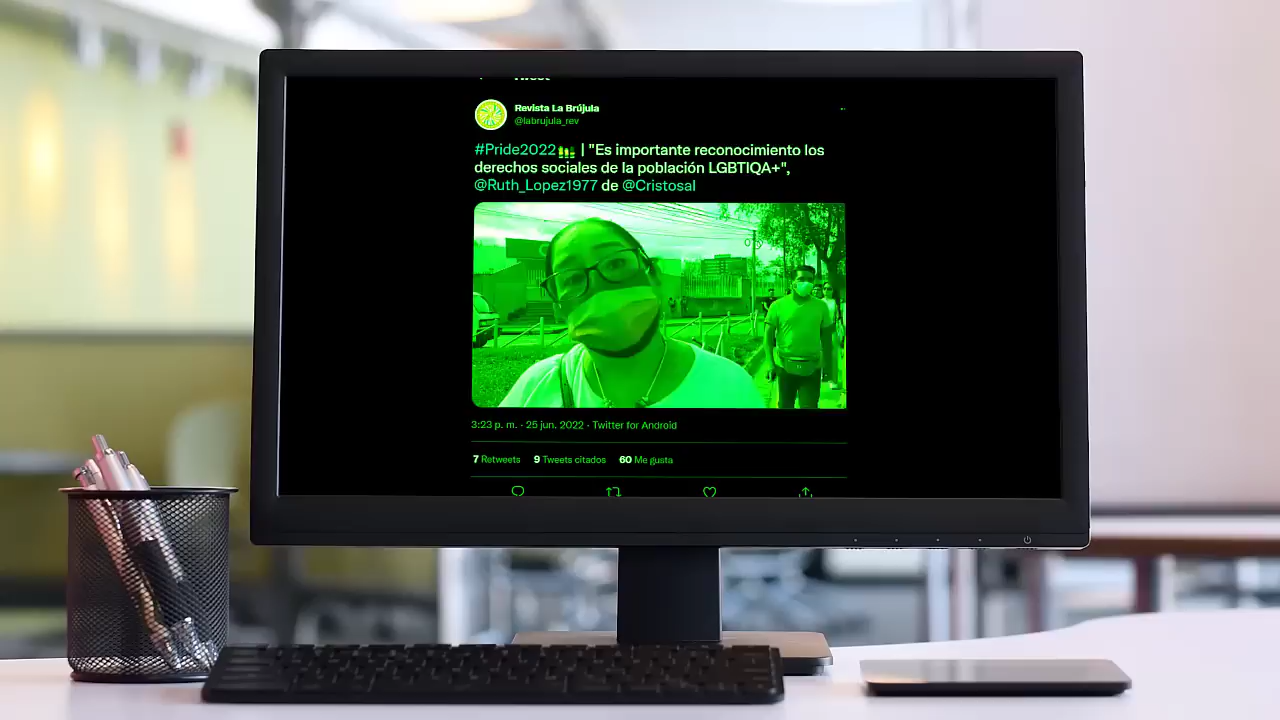 Tweet
Revista La Brújula
@labrujula_rev
#Pride2022 | "Es importante reconocimiento los
derechos sociales de la población LGBTIQA+",
@Ruth_Lopez1977 de @Cristosal
3:23 p. m. · 25 jun. 2022 · Twitter for Android
7 Retweets 9 Tweets citados 60 Me gusta